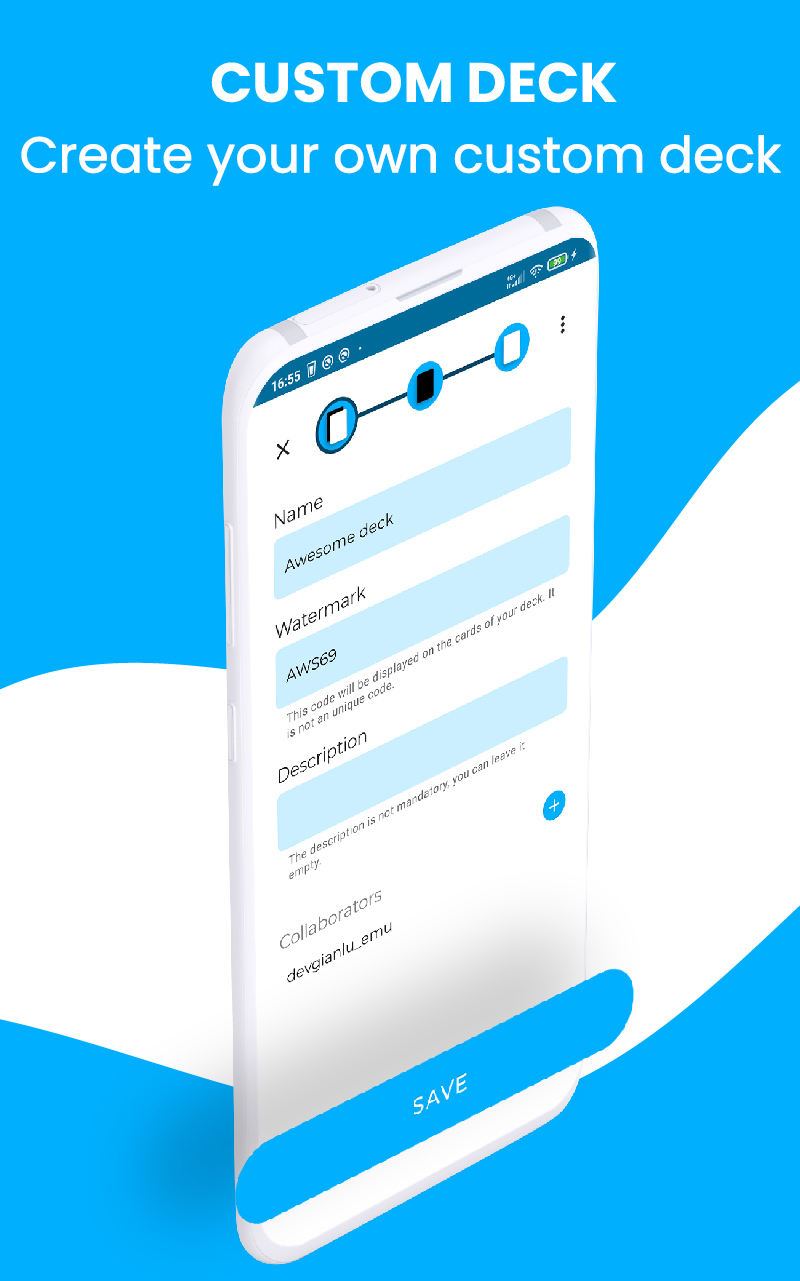 CUSTOM DECK
Create your own custom deck
16:55
Name
Awesome deck
Watermark
AWS69
This code will be displayed on the cards of your deck. It
is not an unique code.
Description
The description is not mandatory, you can leave it
empty.
Collaborators
devgianlu_emu
SAVE